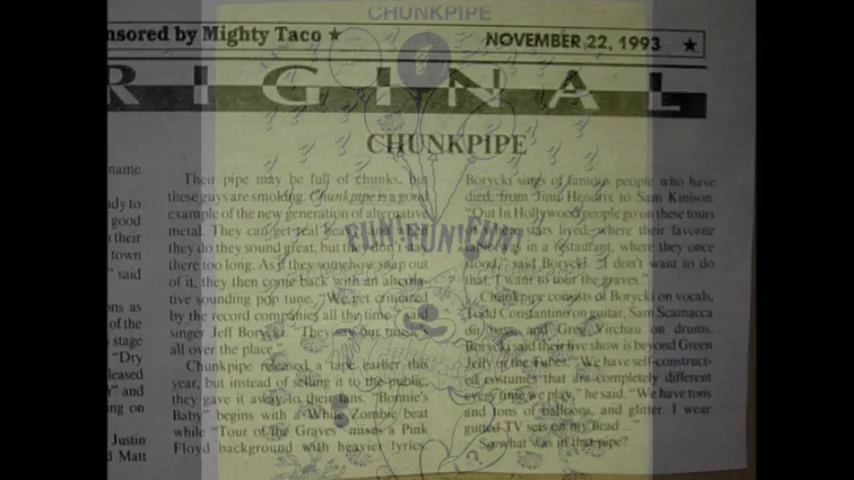 CHUNKPIPE
nsored by Mighty Taco ★ NOVEMBER 22, 1993 ★
RIGINAL
CHUNKPIPE
name
dy to
good
their
town
" said
ns as
of the
stage
"Dry
leased
" and
ing on
Justin
d Matt
Their pipe may be full of chunks, but
these guys are smoking. Chunkpipe is a good
example of the new generation of alternative
metal. They can get real heavy and
they do they sound great, but they don't
there too long. As if they somehow snap out
of it, they then come back with an alterna-
tive sounding pop tune. "We get criticized
by the record companies all the time," said
singer Jeff Borycki. "They say our music's
all over the place."
Chunkpipe released a tape earlier this
year, but instead of selling it to the public,
they gave it away to their fans. "Bonnie's
Baby" begins with a White Zombie beat
while "Tour of the Graves" mixes a Pink
Floyd background with heavier lyrics.
Borycki sings of famous people who have
died, from Jimi Hendrix to Sam Kinison.
"Out in Hollywood people go on these tours
of where stars lived, where their favorite
in a restaurant, where they once
stood," said Borycki. "I don't want to do
that. I want to tour the graves."
Chunkpipe consists of Borycki on vocals,
Todd Constantino on guitar, Sam Scamacca
on bass, and Greg Virchau on drums.
Borycki said their live show is beyond Green
Jelly in the Tubes. "We have self-construct-
ed costumes that are completely different
every time we play," he said. "We have tons
and tons of balloons, and glitter. I wear
gutted TV sets on my head ..."
So what was in that pipe?
FUN! FUN! FUN!